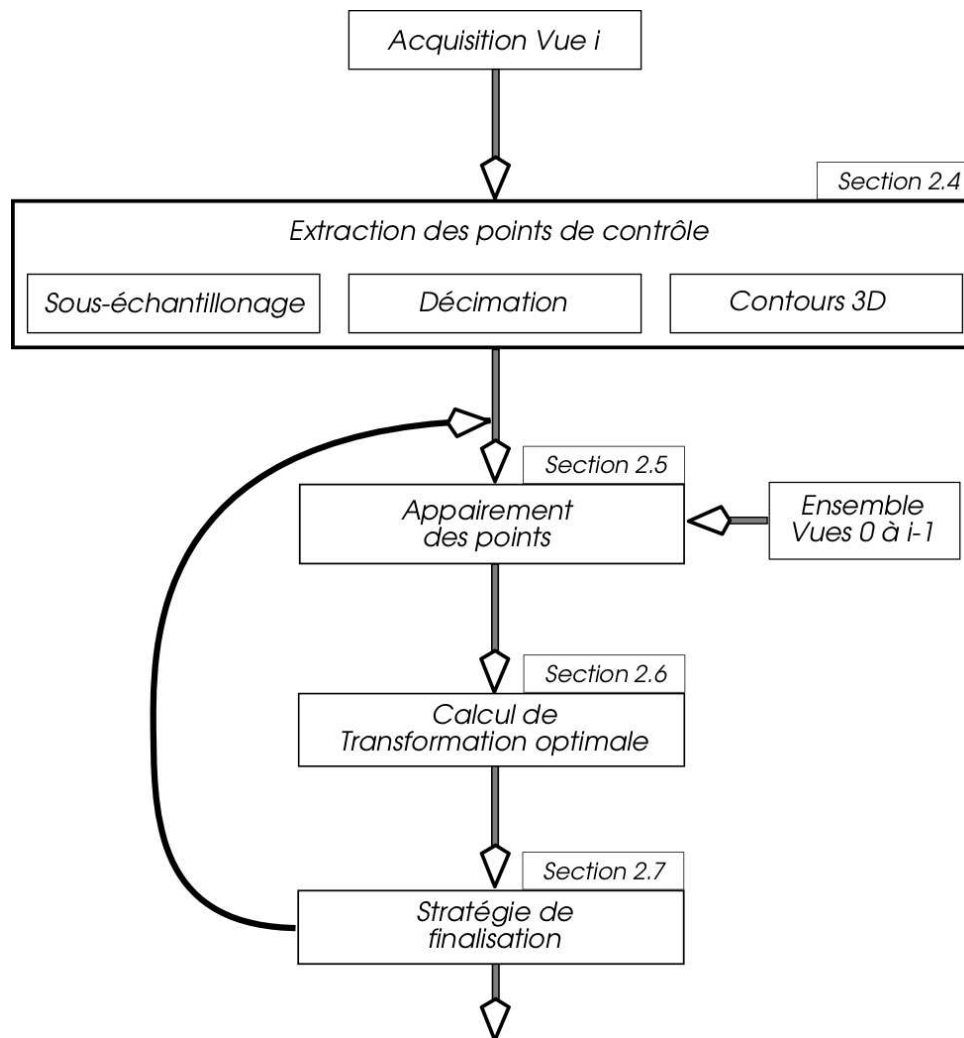 Acquisition Vue i
Section 2.4
Extraction des points de contrôle
Sous-échantillonage
Décimation
Contours 3D
Section 2.5
Appairement
des points
Ensemble
Vues 0 à i-1
Section 2.6
Calcul de
Transformation optimale
Section 2.7
Stratégie de
finalisation